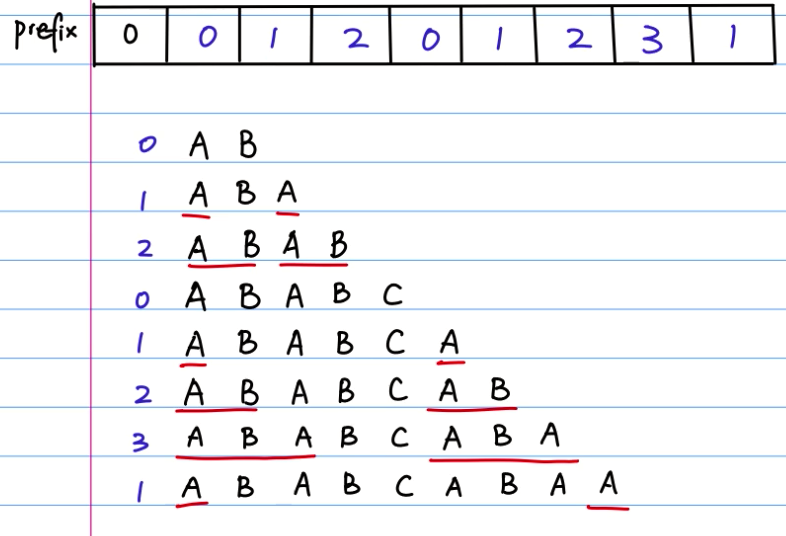 prefix 0 0 1 2 0 1 2 3 1
0 A B
1 A B A
2 A B A B
0 A B A B C
1 A B A B C A
2 A B A B C A B
3 A B A B C A B A
1 A B A B C A B A A